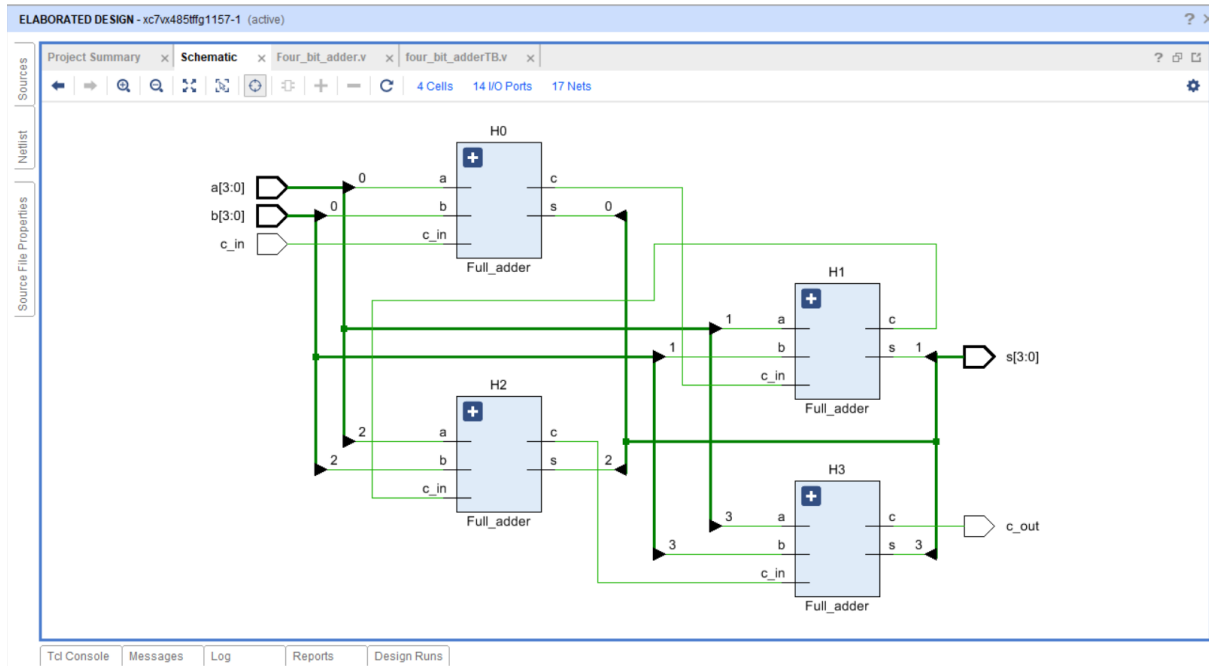 ELABORATED DESIGN - xc7vx485tffg1157-1 (active)
?
Sources
Netlist
Source File Properties
Project Summary x Schematic x Four_bit_adder.v x four_bit_adderTB.v x
?
4 Cells 14 I/O Ports 17 Nets
H0
a[3:0] 0 a c
b[3:0] 0 b s 0
c_in c_in
Full_adder
H1
1 a c
1 b s 1 s[3:0]
c_in
Full_adder
H2
2 a c
2 b s 2
c_in
Full_adder
H3
3 a c c_out
3 b s 3
c_in
Full_adder
Tcl Console Messages Log Reports Design Runs